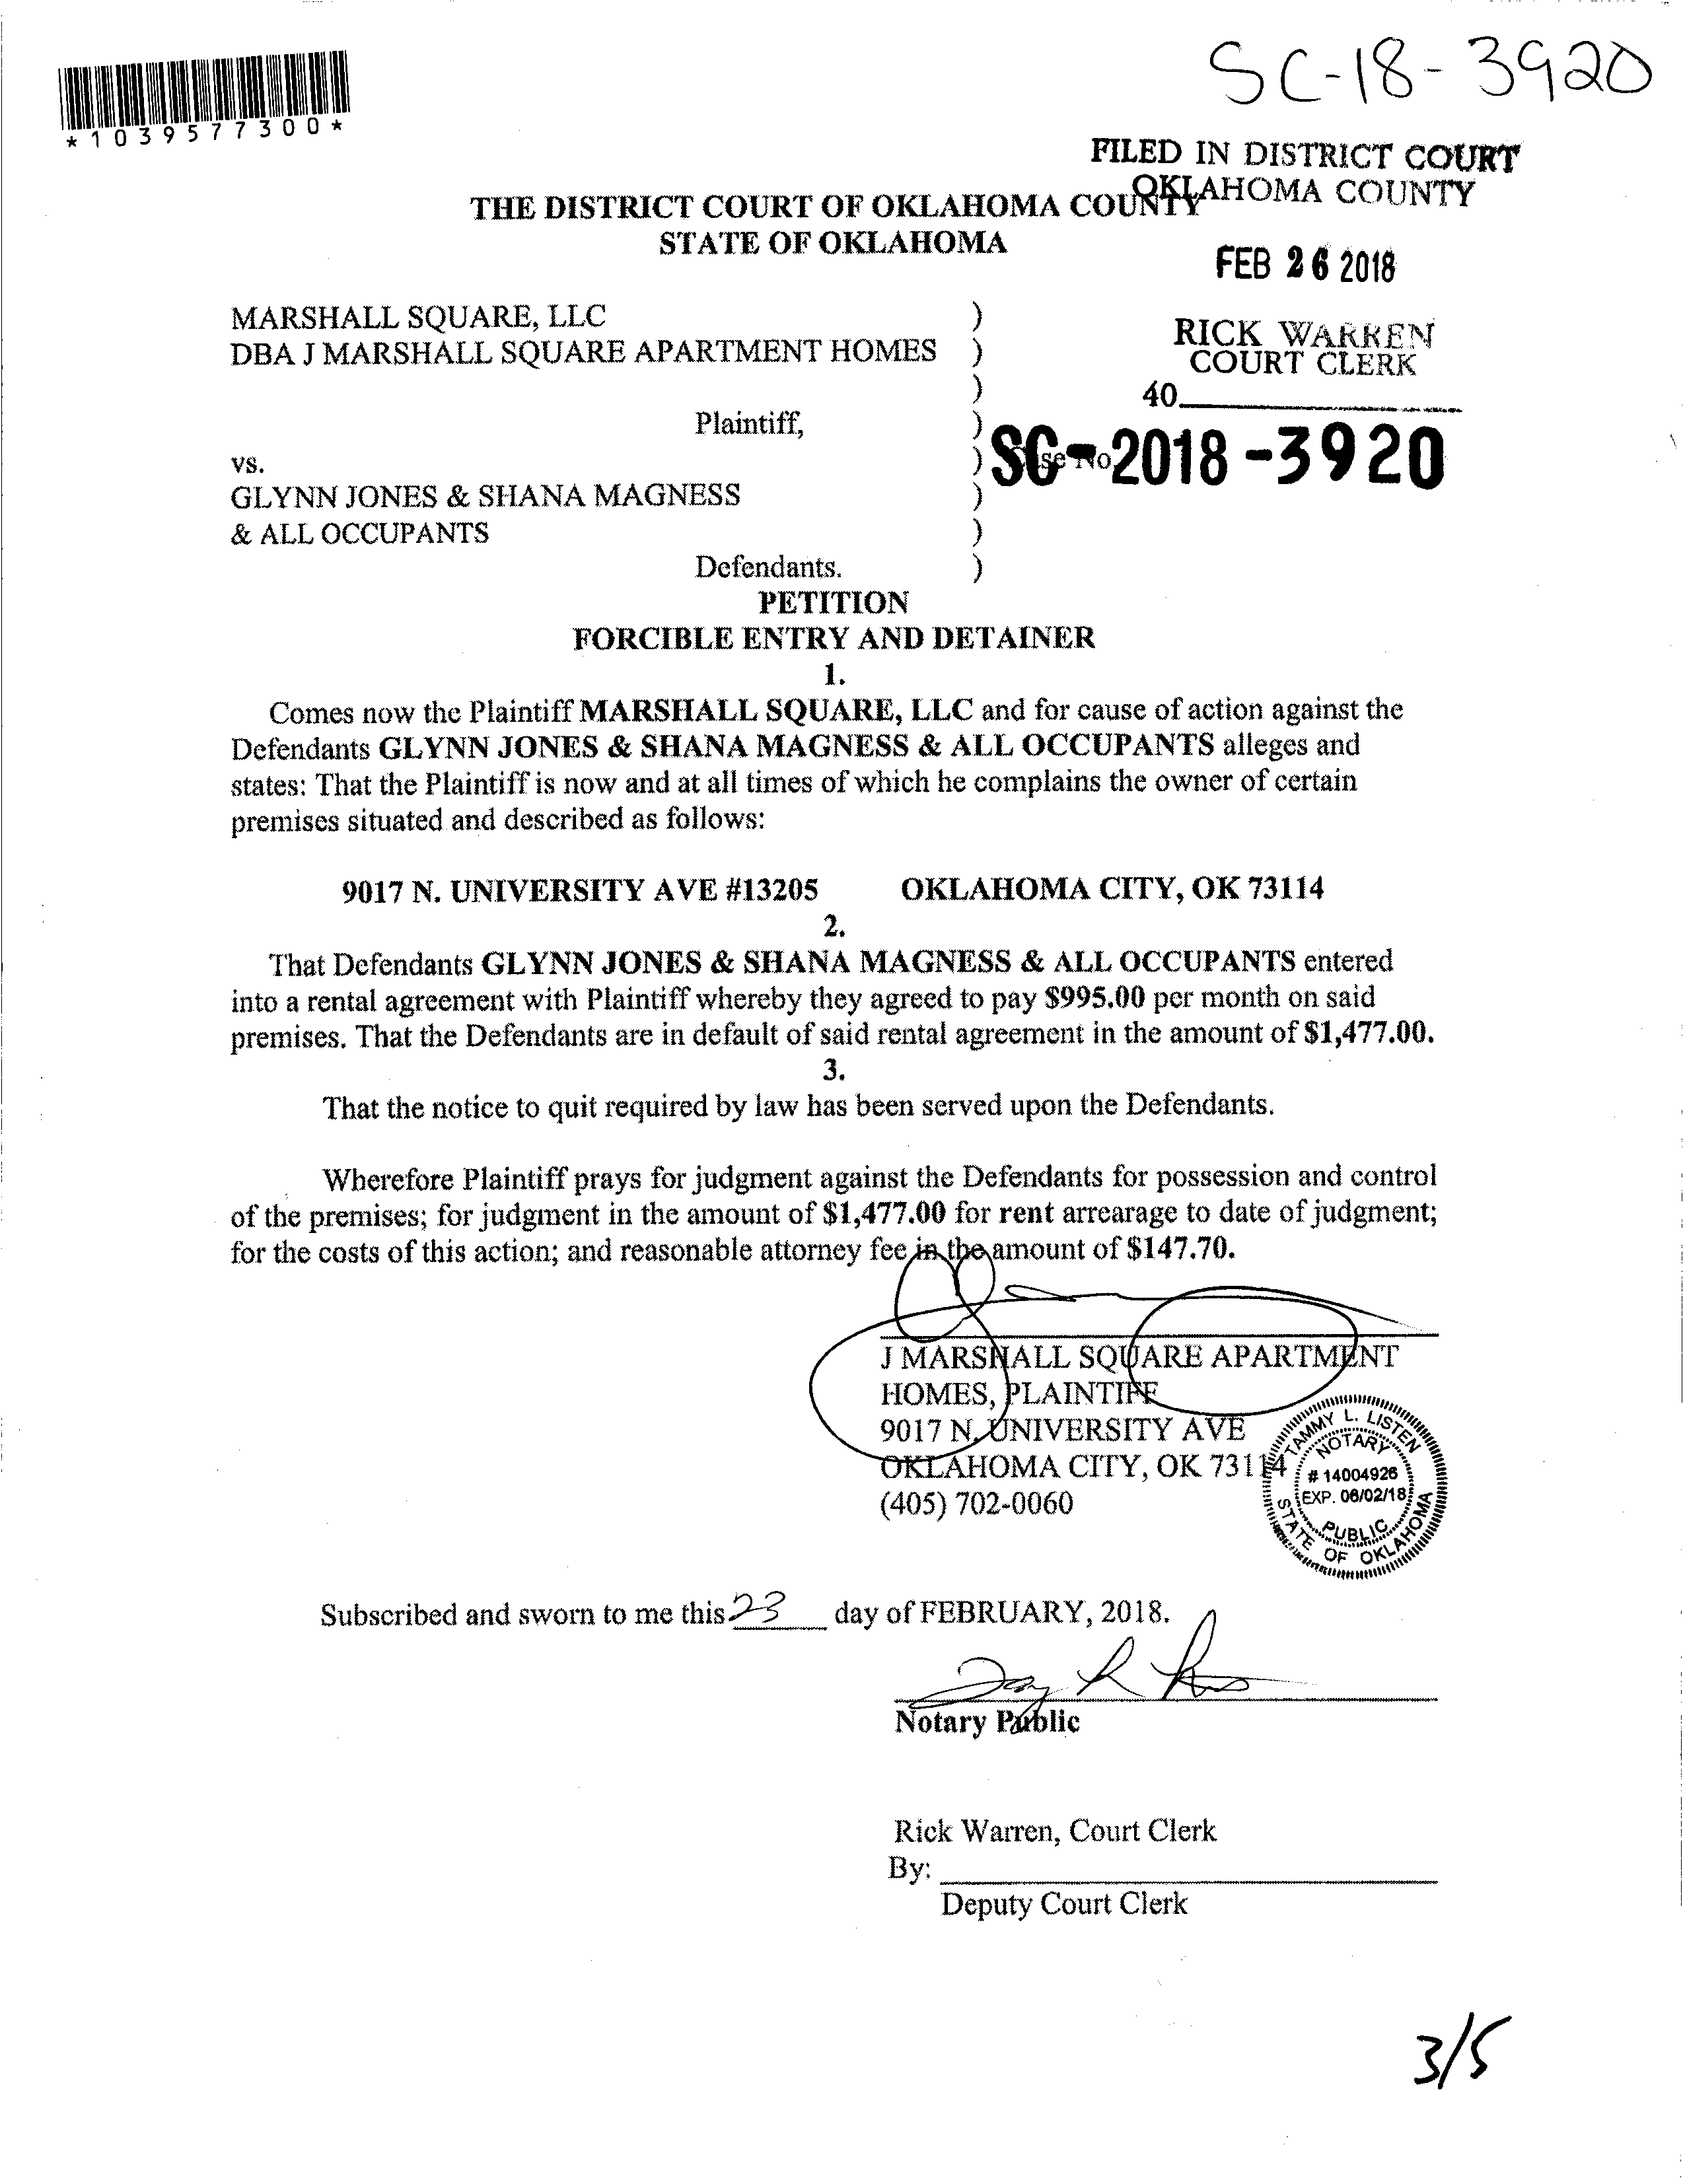 SC-18-3920
*1039577300*
FILED IN DISTRICT COURT
OKLAHOMA COUNTY
THE DISTRICT COURT OF OKLAHOMA COUNTY
STATE OF OKLAHOMA
FEB 26 2018
MARSHALL SQUARE, LLC )
DBA J MARSHALL SQUARE APARTMENT HOMES )
RICK WARREN
COURT CLERK
)
40
Plaintiff, )
vs. ) Case No
SC-2018-3920
GLYNN JONES & SHANA MAGNESS )
& ALL OCCUPANTS )
Defendants. )
PETITION
FORCIBLE ENTRY AND DETAINER
1.
Comes now the Plaintiff MARSHALL SQUARE, LLC and for cause of action against the
Defendants GLYNN JONES & SHANA MAGNESS & ALL OCCUPANTS alleges and
states: That the Plaintiff is now and at all times of which he complains the owner of certain
premises situated and described as follows:
9017 N. UNIVERSITY AVE #13205 OKLAHOMA CITY, OK 73114
2.
That Defendants GLYNN JONES & SHANA MAGNESS & ALL OCCUPANTS entered
into a rental agreement with Plaintiff whereby they agreed to pay $995.00 per month on said
premises. That the Defendants are in default of said rental agreement in the amount of $1,477.00.
3.
That the notice to quit required by law has been served upon the Defendants.
Wherefore Plaintiff prays for judgment against the Defendants for possession and control
of the premises; for judgment in the amount of $1,477.00 for rent arrearage to date of judgment;
for the costs of this action; and reasonable attorney fee in the amount of $147.70.
J MARSHALL SQUARE APARTMENT
HOMES, PLAINTIFF
9017 N. UNIVERSITY AVE
OKLAHOMA CITY, OK 73114
(405) 702-0060
TAMMY L. LISTEN
NOTARY
# 14004926
EXP. 06/02/18
PUBLIC
STATE OF OKLAHOMA
Subscribed and sworn to me this 23 day of FEBRUARY, 2018.
Notary Public
Rick Warren, Court Clerk
By:
Deputy Court Clerk
3/5